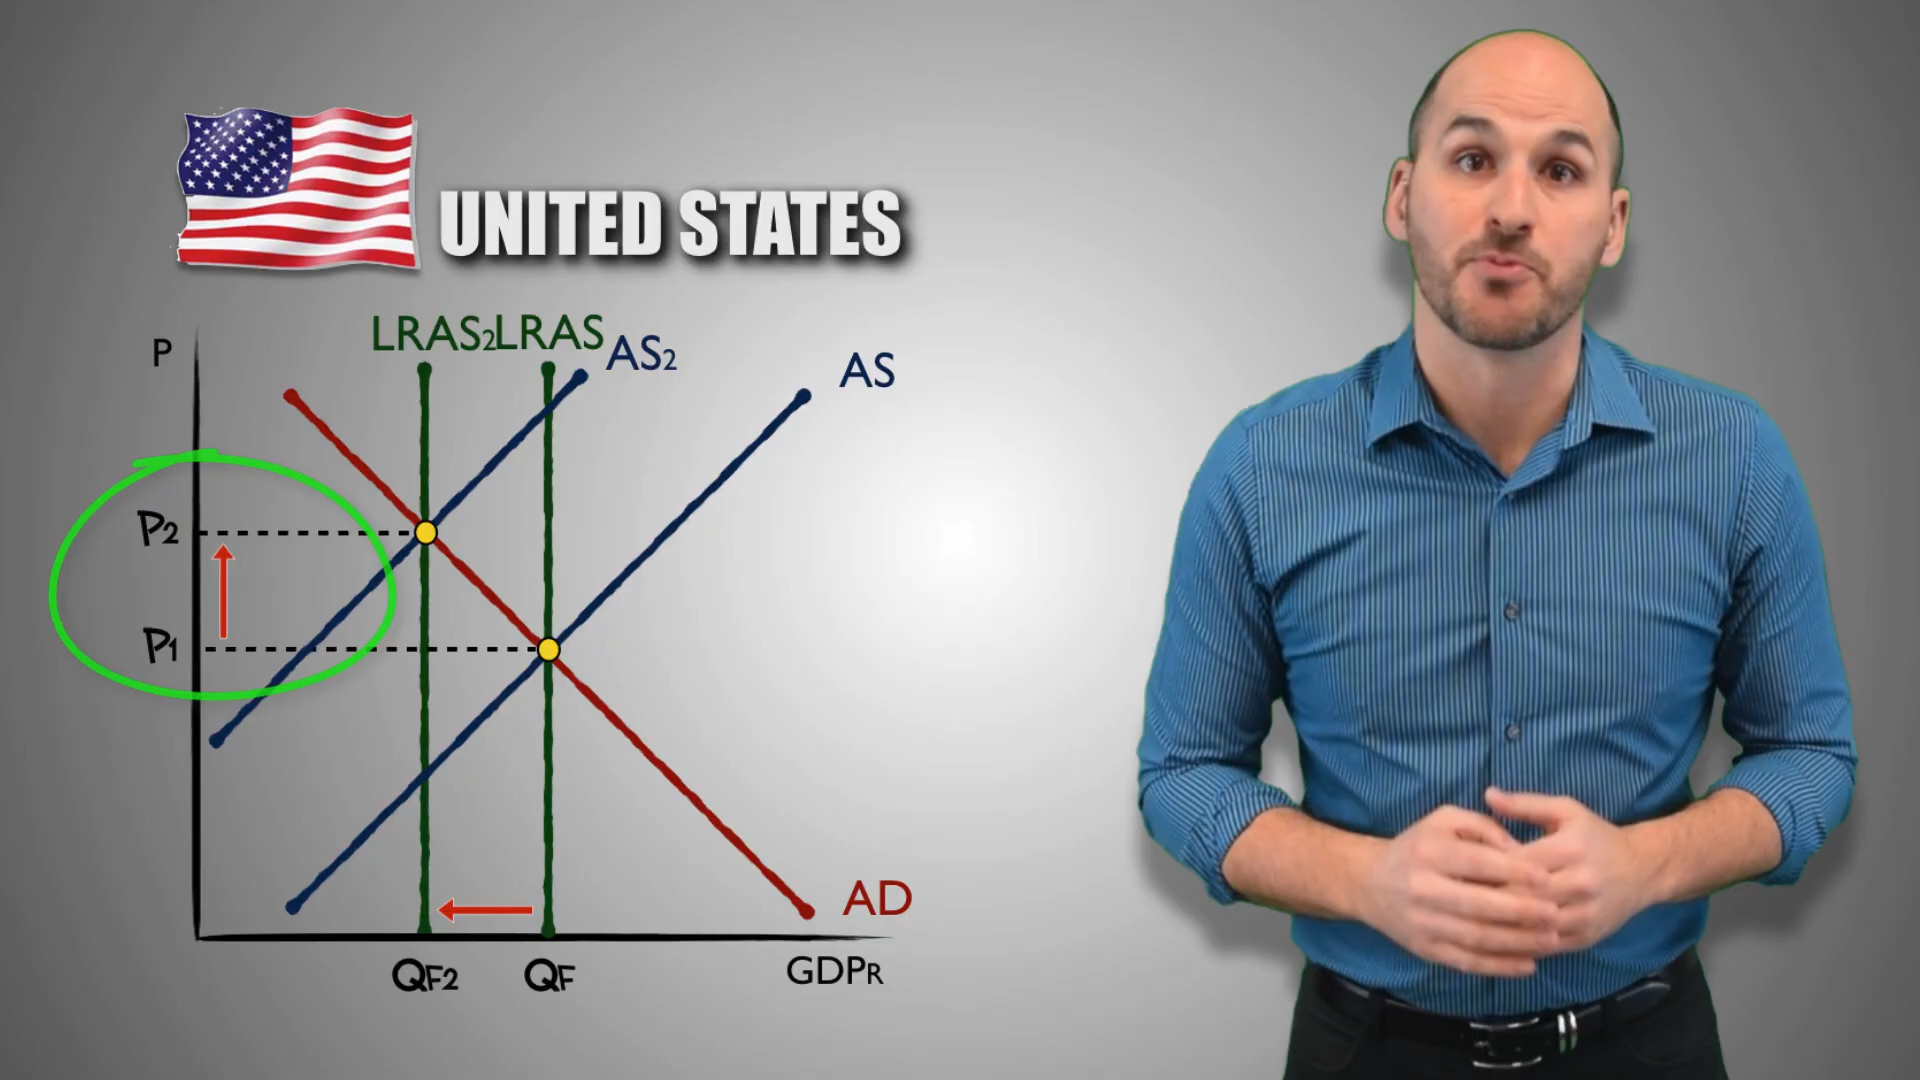 UNITED STATES
LRAS2 LRAS AS2 AS
P
P2
P1
AD
QF2 QF GDPR